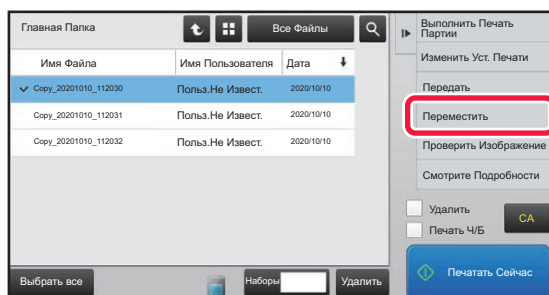 Главная Папка
Все Файлы
Имя Файла
Имя Пользователя
Дата
Copy_20201010_112030
Польз.Не Извест.
2020/10/10
Copy_20201010_112031
Польз.Не Извест.
2020/10/10
Copy_20201010_112032
Польз.Не Извест.
2020/10/10
Выбрать все
Наборы
Удалить
Выполнить Печать
Партии
Изменить Уст. Печати
Передать
Переместить
Проверить Изображение
Смотрите Подробности
Удалить
Печать Ч/Б
CA
Печатать Сейчас